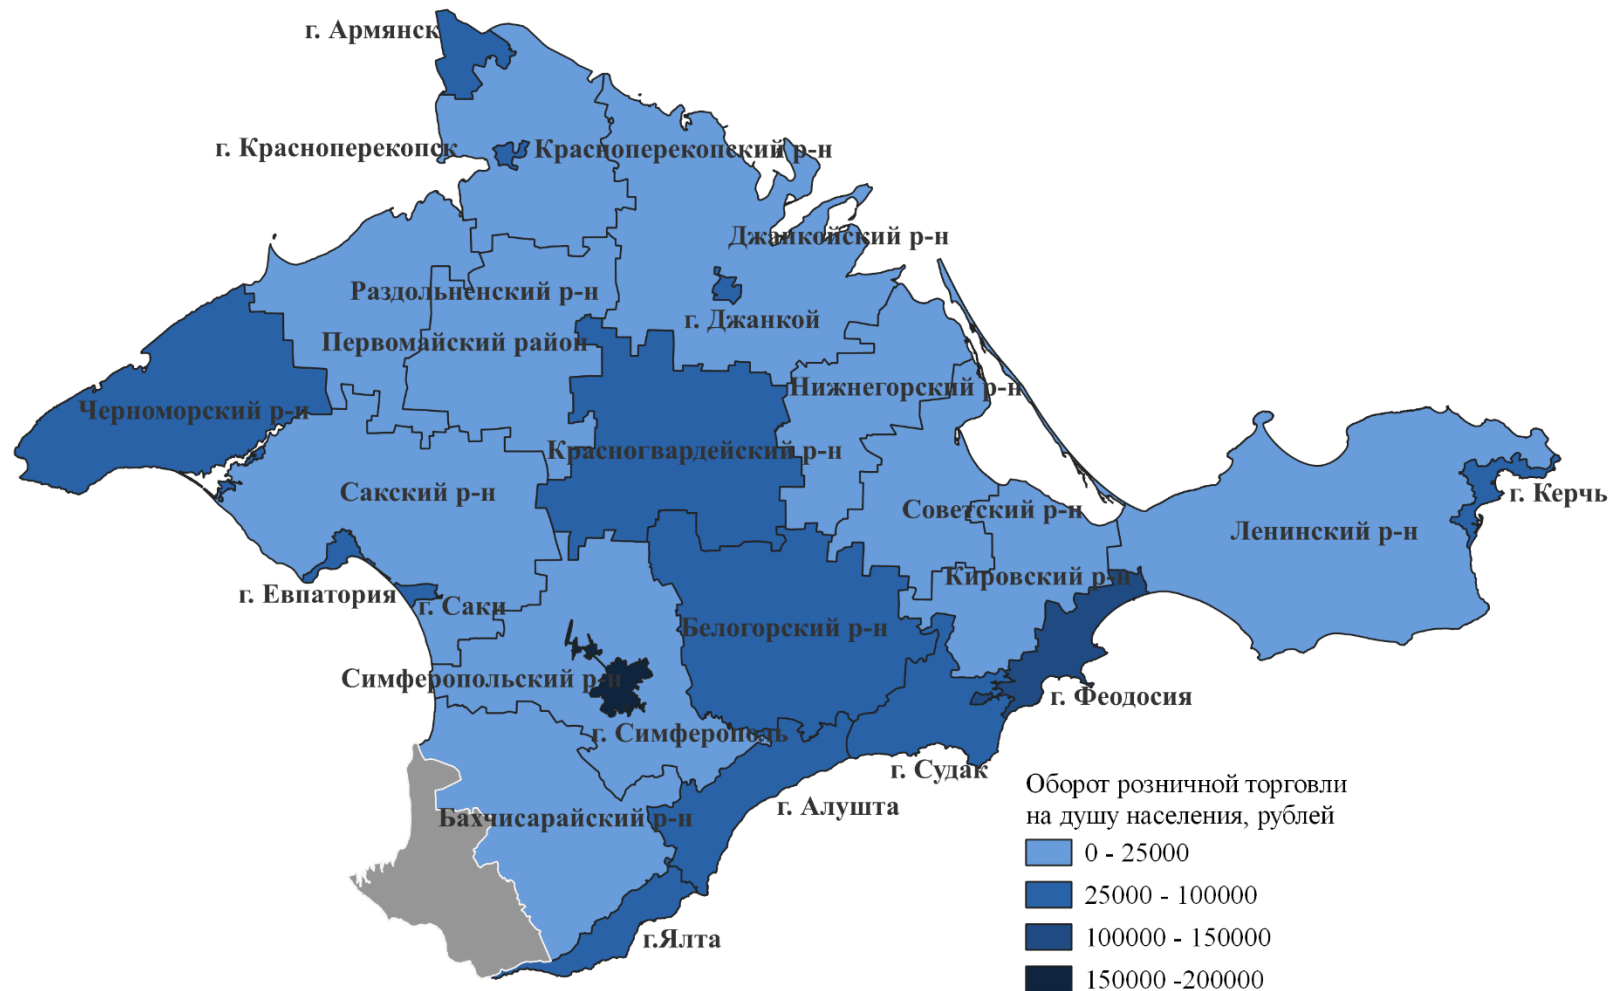 г. Армянск
г. Красноперекопск
Красноперекопский р-н
Джанкойский р-н
Раздольненский р-н
г. Джанкой
Первомайский район
Нижнегорский р-н
Черноморский р-н
Красногвардейский р-н
Сакский р-н
г. Керчь
Советский р-н
Ленинский р-н
Кировский р-н
г. Евпатория
г. Саки
Белогорский р-н
Симферопольский р-н
г. Феодосия
г. Симферополь
г. Судак
г. Алушта
Бахчисарайский р-н
г.Ялта
Оборот розничной торговли
на душу населения, рублей
0 - 25000
25000 - 100000
100000 - 150000
150000 -200000